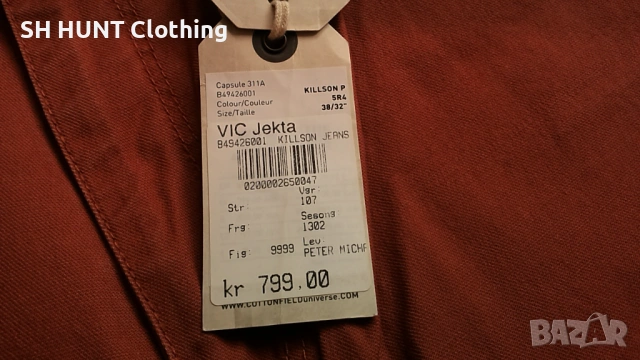 SH HUNT Clothing
Capsule 311A
B49426001
Colour/Couleur
Size/Taille
KILLSON P
5R4
38/32"
VIC Jekta
B49426001 KILLSON JEANS
0200002650047
Vgr:
Str: 107
Sesong
Frg: 1302
Lev:
Fig: 9999 PETER MICHA
kr 799.00
WWW.COTTONFIELDuniverse.COM
BAZAR
.bg